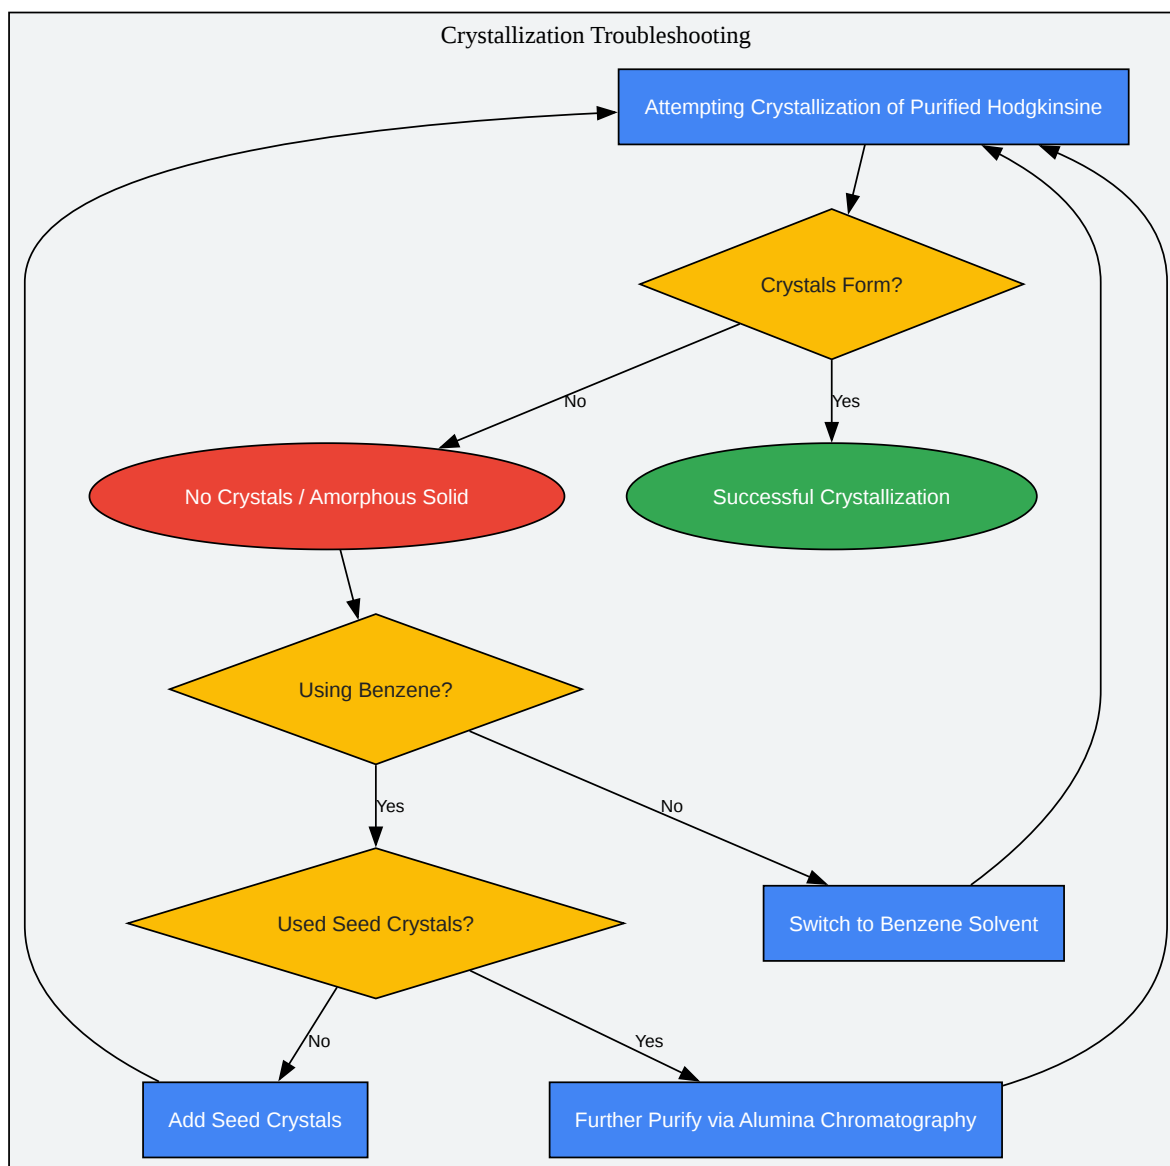 Crystallization Troubleshooting
Attempting Crystallization of Purified Hodgkinsine
Crystals Form?
No
Yes
No Crystals / Amorphous Solid
Successful Crystallization
Using Benzene?
Yes
No
Used Seed Crystals?
Switch to Benzene Solvent
No
Yes
Add Seed Crystals
Further Purify via Alumina Chromatography